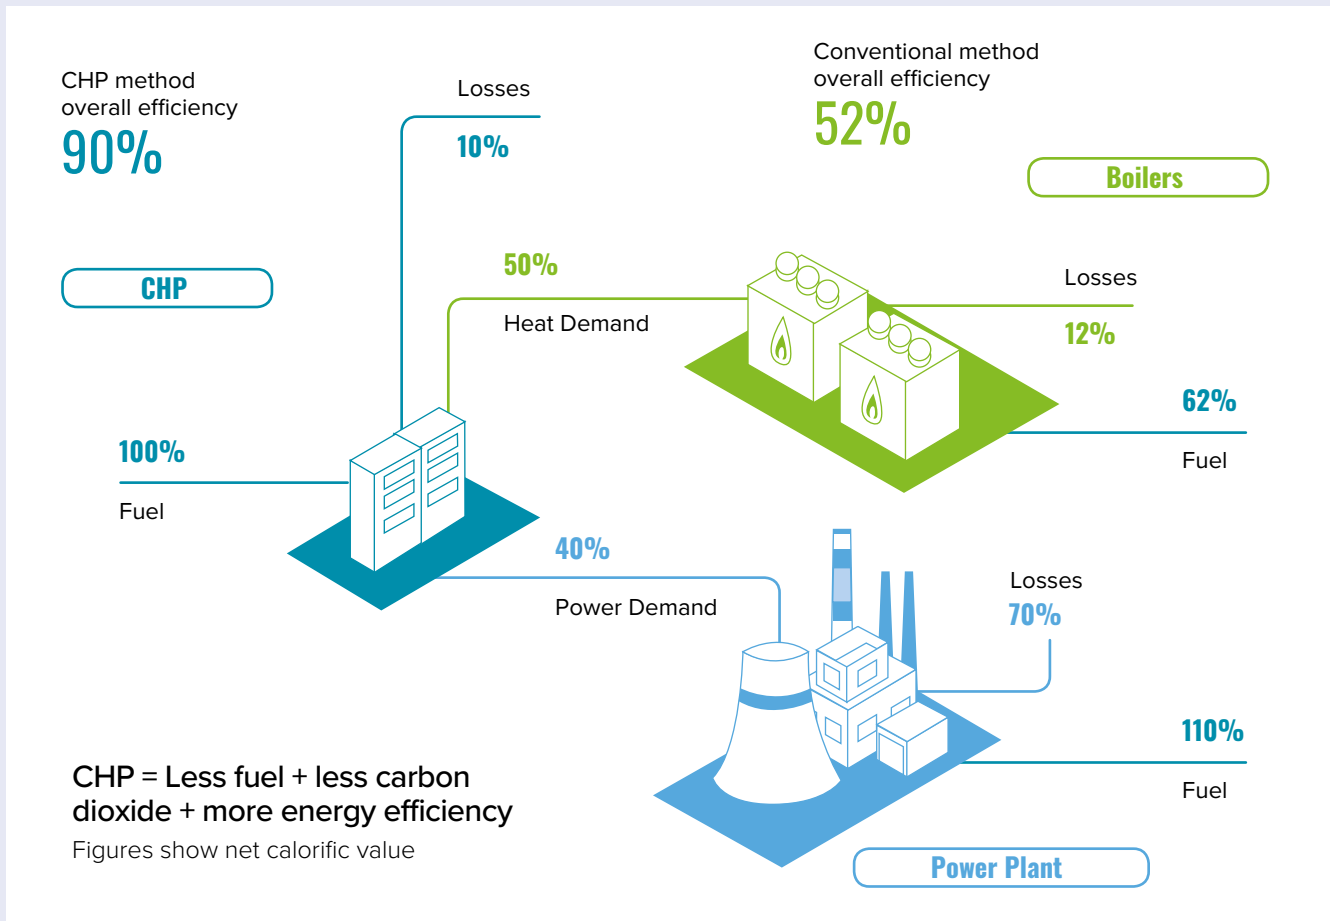 CHP method
overall efficiency
90%
Losses
10%
Conventional method
overall efficiency
52%
Boilers
CHP
50%
Heat Demand
Losses
12%
62%
Fuel
100%
Fuel
40%
Power Demand
Losses
70%
110%
Fuel
CHP = Less fuel + less carbon
dioxide + more energy efficiency
Figures show net calorific value
Power Plant